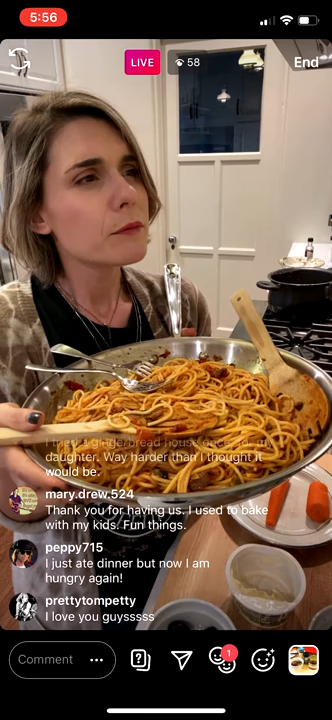 5:56
LIVE
58
End
I tried a gingerbread house once for my
daughter. Way harder than I thought it
would be.
mary.drew.524
Thank you for having us. I used to bake
with my kids. Fun things.
peppy715
I just ate dinner but now I am
hungry again!
prettytompetty
I love you guysssss
Comment
1